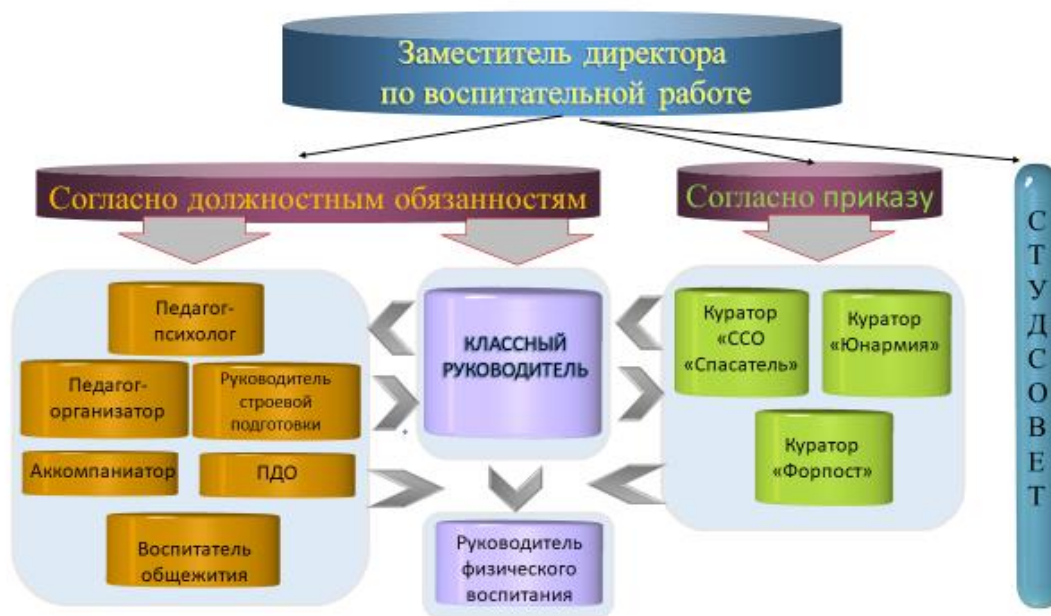 Заместитель директора
по воспитательной работе
Согласно должностным обязанностям
Согласно приказу
Педагог-
психолог
Педагог-
организатор
Руководитель
строевой
подготовки
Аккомпаниатор
ПДО
Воспитатель
общежития
КЛАССНЫЙ
РУКОВОДИТЕЛЬ
Руководитель
физического
воспитания
Куратор
«ССО
«Спасатель»
Куратор
«Юнармия»
Куратор
«Форпост»
СТУДСОВЕТ